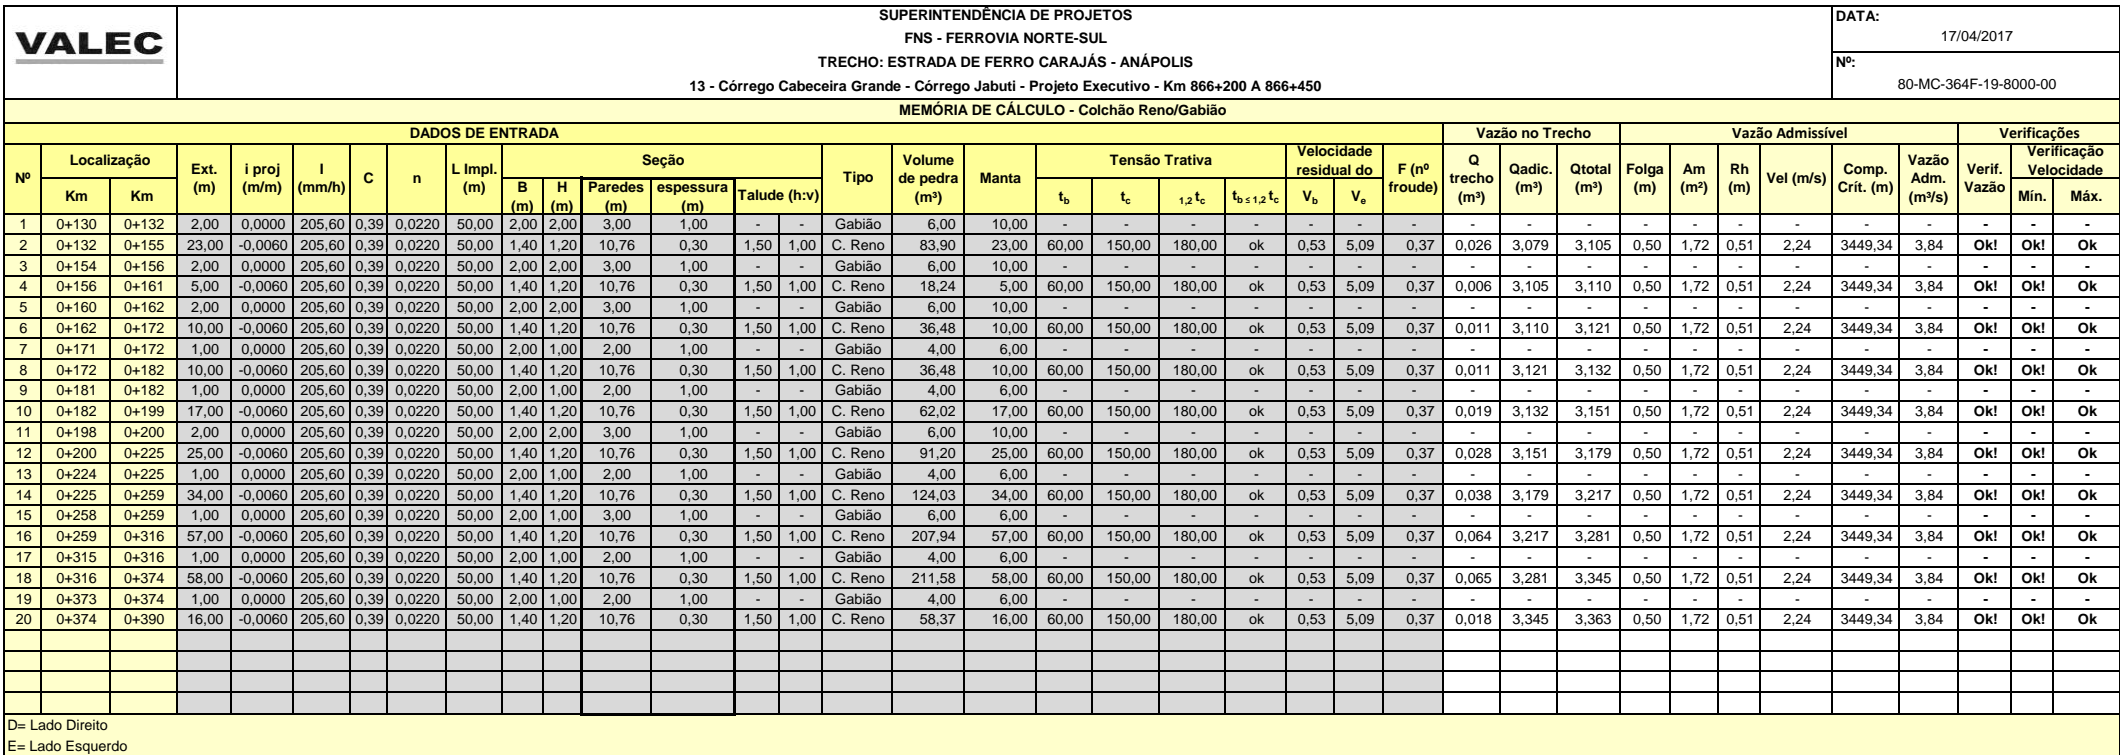 VALEC
SUPERINTENDÊNCIA DE PROJETOS
FNS - FERROVIA NORTE-SUL
TRECHO: ESTRADA DE FERRO CARAJÁS - ANÁPOLIS
13 - Córrego Cabeceira Grande - Córrego Jabuti - Projeto Executivo - Km 866+200 A 866+450
DATA:
17/04/2017
Nº:
80-MC-364F-19-8000-00
MEMÓRIA DE CÁLCULO - Colchão Reno/Gabião
DADOS DE ENTRADA Vazão no Trecho Vazão Admissível Verificações
Nº Localização Ext. (m) i proj (m/m) I (mm/h) C n L Impl. (m) Seção Tipo Volume de pedra (m³) Manta Tensão Trativa Velocidade residual do F (nº froude) Q trecho (m³) Qadic. (m³) Qtotal (m³) Folga (m) Am (m²) Rh (m) Vel (m/s) Comp. Crít. (m) Vazão Adm. (m³/s) Verif. Vazão Verificação Velocidade
Km Km B (m) H (m) Paredes (m) espessura (m) Talude (h:v) tb tc 1,2 tc tb ≤ 1,2 tc Vb Ve Mín. Máx.
1 0+130 0+132 2,00 0,0000 205,60 0,39 0,0220 50,00 2,00 2,00 3,00 1,00 - - Gabião 6,00 10,00 - - - - - - - - - - - - - - - - - - -
2 0+132 0+155 23,00 -0,0060 205,60 0,39 0,0220 50,00 1,40 1,20 10,76 0,30 1,50 1,00 C. Reno 83,90 23,00 60,00 150,00 180,00 ok 0,53 5,09 0,37 0,026 3,079 3,105 0,50 1,72 0,51 2,24 3449,34 3,84 Ok! Ok! Ok
3 0+154 0+156 2,00 0,0000 205,60 0,39 0,0220 50,00 2,00 2,00 3,00 1,00 - - Gabião 6,00 10,00 - - - - - - - - - - - - - - - - - - -
4 0+156 0+161 5,00 -0,0060 205,60 0,39 0,0220 50,00 1,40 1,20 10,76 0,30 1,50 1,00 C. Reno 18,24 5,00 60,00 150,00 180,00 ok 0,53 5,09 0,37 0,006 3,105 3,110 0,50 1,72 0,51 2,24 3449,34 3,84 Ok! Ok! Ok
5 0+160 0+162 2,00 0,0000 205,60 0,39 0,0220 50,00 2,00 2,00 3,00 1,00 - - Gabião 6,00 10,00 - - - - - - - - - - - - - - - - - - -
6 0+162 0+172 10,00 -0,0060 205,60 0,39 0,0220 50,00 1,40 1,20 10,76 0,30 1,50 1,00 C. Reno 36,48 10,00 60,00 150,00 180,00 ok 0,53 5,09 0,37 0,011 3,110 3,121 0,50 1,72 0,51 2,24 3449,34 3,84 Ok! Ok! Ok
7 0+171 0+172 1,00 0,0000 205,60 0,39 0,0220 50,00 2,00 1,00 2,00 1,00 - - Gabião 4,00 6,00 - - - - - - - - - - - - - - - - - - -
8 0+172 0+182 10,00 -0,0060 205,60 0,39 0,0220 50,00 1,40 1,20 10,76 0,30 1,50 1,00 C. Reno 36,48 10,00 60,00 150,00 180,00 ok 0,53 5,09 0,37 0,011 3,121 3,132 0,50 1,72 0,51 2,24 3449,34 3,84 Ok! Ok! Ok
9 0+181 0+182 1,00 0,0000 205,60 0,39 0,0220 50,00 2,00 1,00 2,00 1,00 - - Gabião 4,00 6,00 - - - - - - - - - - - - - - - - - - -
10 0+182 0+199 17,00 -0,0060 205,60 0,39 0,0220 50,00 1,40 1,20 10,76 0,30 1,50 1,00 C. Reno 62,02 17,00 60,00 150,00 180,00 ok 0,53 5,09 0,37 0,019 3,132 3,151 0,50 1,72 0,51 2,24 3449,34 3,84 Ok! Ok! Ok
11 0+198 0+200 2,00 0,0000 205,60 0,39 0,0220 50,00 2,00 2,00 3,00 1,00 - - Gabião 6,00 10,00 - - - - - - - - - - - - - - - - - - -
12 0+200 0+225 25,00 -0,0060 205,60 0,39 0,0220 50,00 1,40 1,20 10,76 0,30 1,50 1,00 C. Reno 91,20 25,00 60,00 150,00 180,00 ok 0,53 5,09 0,37 0,028 3,151 3,179 0,50 1,72 0,51 2,24 3449,34 3,84 Ok! Ok! Ok
13 0+224 0+225 1,00 0,0000 205,60 0,39 0,0220 50,00 2,00 1,00 2,00 1,00 - - Gabião 4,00 6,00 - - - - - - - - - - - - - - - - - - -
14 0+225 0+259 34,00 -0,0060 205,60 0,39 0,0220 50,00 1,40 1,20 10,76 0,30 1,50 1,00 C. Reno 124,03 34,00 60,00 150,00 180,00 ok 0,53 5,09 0,37 0,038 3,179 3,217 0,50 1,72 0,51 2,24 3449,34 3,84 Ok! Ok! Ok
15 0+258 0+259 1,00 0,0000 205,60 0,39 0,0220 50,00 2,00 1,00 3,00 1,00 - - Gabião 6,00 6,00 - - - - - - - - - - - - - - - - - - -
16 0+259 0+316 57,00 -0,0060 205,60 0,39 0,0220 50,00 1,40 1,20 10,76 0,30 1,50 1,00 C. Reno 207,94 57,00 60,00 150,00 180,00 ok 0,53 5,09 0,37 0,064 3,217 3,281 0,50 1,72 0,51 2,24 3449,34 3,84 Ok! Ok! Ok
17 0+315 0+316 1,00 0,0000 205,60 0,39 0,0220 50,00 2,00 1,00 2,00 1,00 - - Gabião 4,00 6,00 - - - - - - - - - - - - - - - - - - -
18 0+316 0+374 58,00 -0,0060 205,60 0,39 0,0220 50,00 1,40 1,20 10,76 0,30 1,50 1,00 C. Reno 211,58 58,00 60,00 150,00 180,00 ok 0,53 5,09 0,37 0,065 3,281 3,345 0,50 1,72 0,51 2,24 3449,34 3,84 Ok! Ok! Ok
19 0+373 0+374 1,00 0,0000 205,60 0,39 0,0220 50,00 2,00 1,00 2,00 1,00 - - Gabião 4,00 6,00 - - - - - - - - - - - - - - - - - - -
20 0+374 0+390 16,00 -0,0060 205,60 0,39 0,0220 50,00 1,40 1,20 10,76 0,30 1,50 1,00 C. Reno 58,37 16,00 60,00 150,00 180,00 ok 0,53 5,09 0,37 0,018 3,345 3,363 0,50 1,72 0,51 2,24 3449,34 3,84 Ok! Ok! Ok
D= Lado Direito
E= Lado Esquerdo